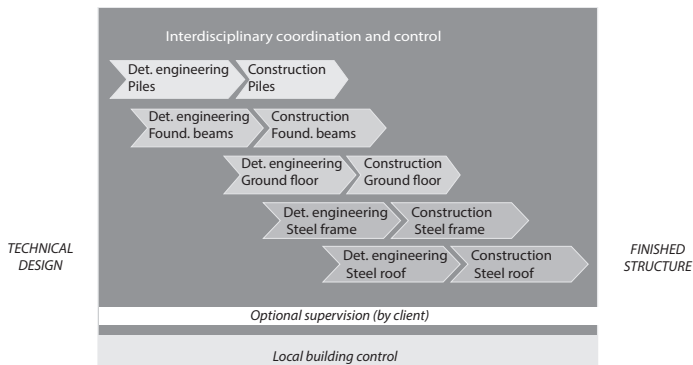 Interdisciplinary coordination and control
Det. engineering
Piles
Construction
Piles
Det. engineering
Found. beams
Construction
Found. beams
Det. engineering
Ground floor
Construction
Ground floor
Det. engineering
Steel frame
Construction
Steel frame
Det. engineering
Steel roof
Construction
Steel roof
TECHNICAL
DESIGN
FINISHED
STRUCTURE
Optional supervision (by client)
Local building control